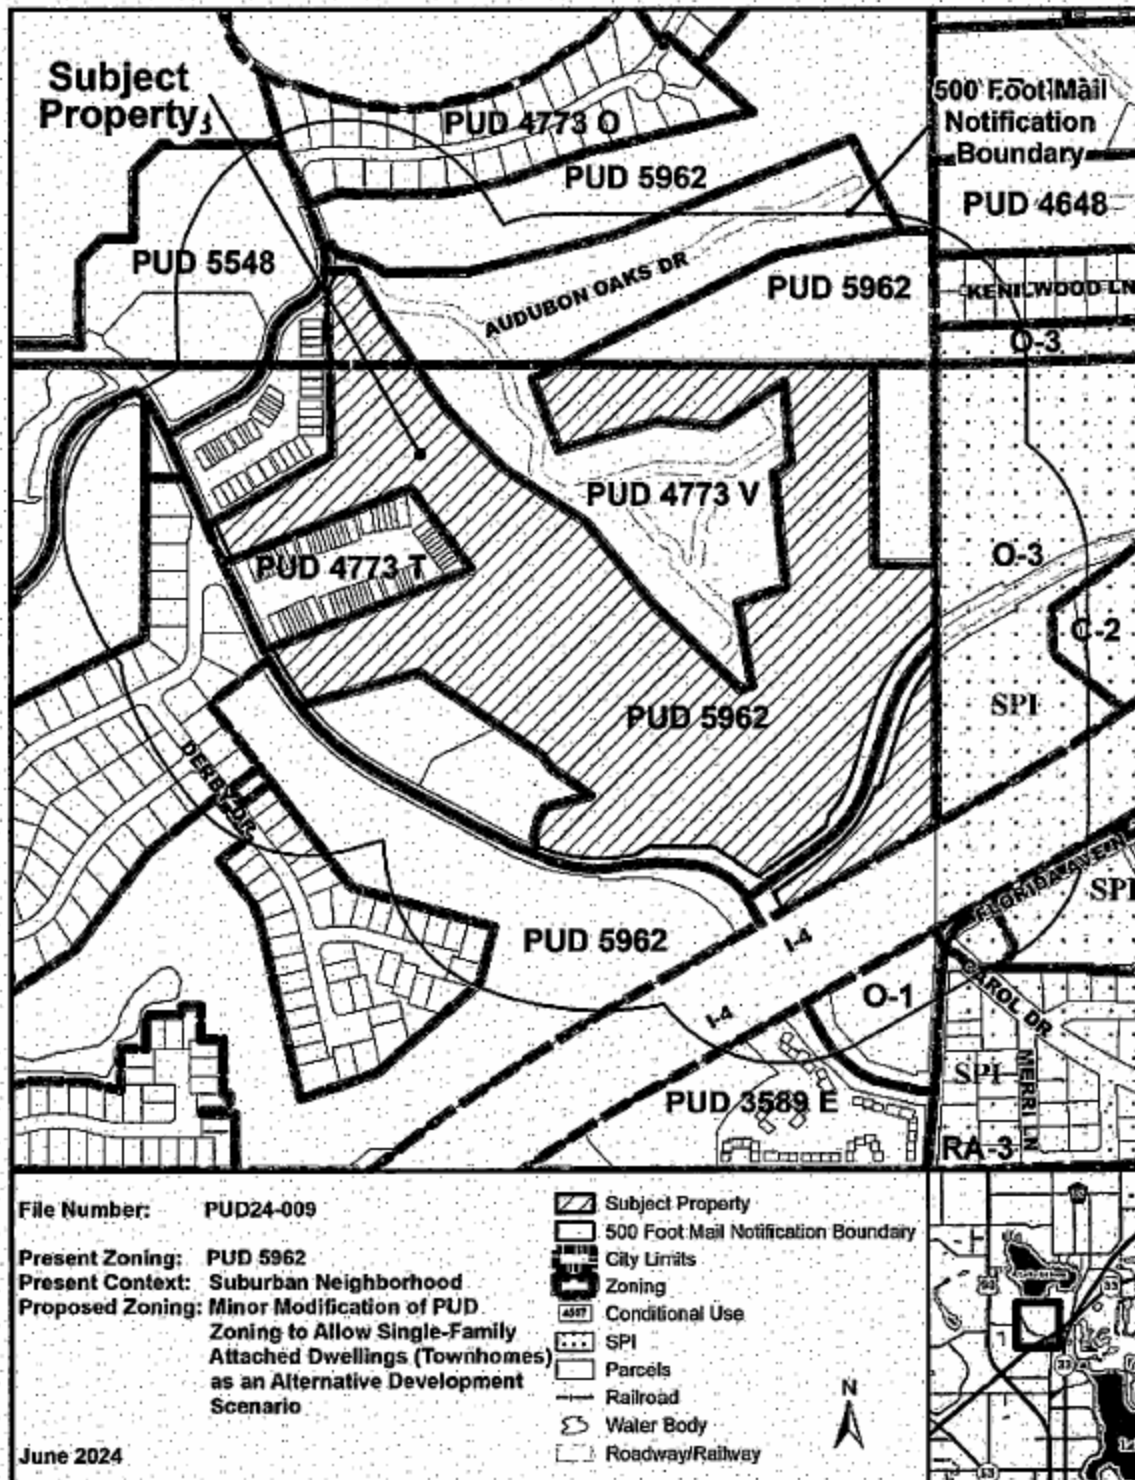 Subject
Property
500 Foot Mail
Notification
Boundary
PUD 4773 O
PUD 5962
PUD 4648
PUD 5548
AUDUBON OAKS DR
PUD 5962
KENILWOOD LN
O-3
PUD 4773 V
O-3
PUD 4773 T
C-2
SPI
PUD 5962
DERBY DR
FLORIDA AVE N
SPI
PUD 5962
I-4
I-4
O-1
CAROL DR
SPI
MERRI LN
PUD 3589 E
RA-3
File Number: PUD24-009
Present Zoning: PUD 5962
Present Context: Suburban Neighborhood
Proposed Zoning: Minor Modification of PUD
Zoning to Allow Single-Family
Attached Dwellings (Townhomes)
as an Alternative Development
Scenario
June 2024
Subject Property
500 Foot Mail Notification Boundary
City Limits
Zoning
Conditional Use
SPI
Parcels
Railroad
Water Body
Roadway/Railway
N